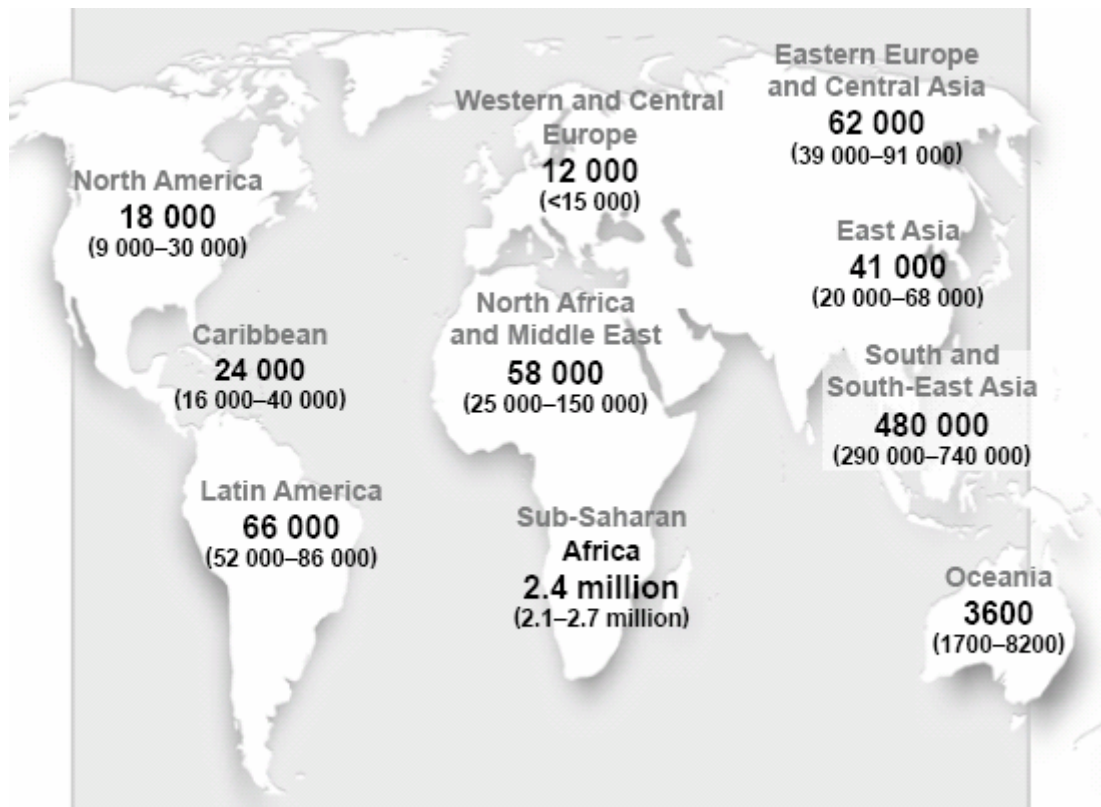 Eastern Europe
and Central Asia
62 000
(39 000–91 000)
Western and Central
Europe
12 000
(<15 000)
North America
18 000
(9 000–30 000)
East Asia
41 000
(20 000–68 000)
North Africa
and Middle East
58 000
(25 000–150 000)
Caribbean
24 000
(16 000–40 000)
South and
South-East Asia
480 000
(290 000–740 000)
Latin America
66 000
(52 000–86 000)
Sub-Saharan
Africa
2.4 million
(2.1–2.7 million)
Oceania
3600
(1700–8200)